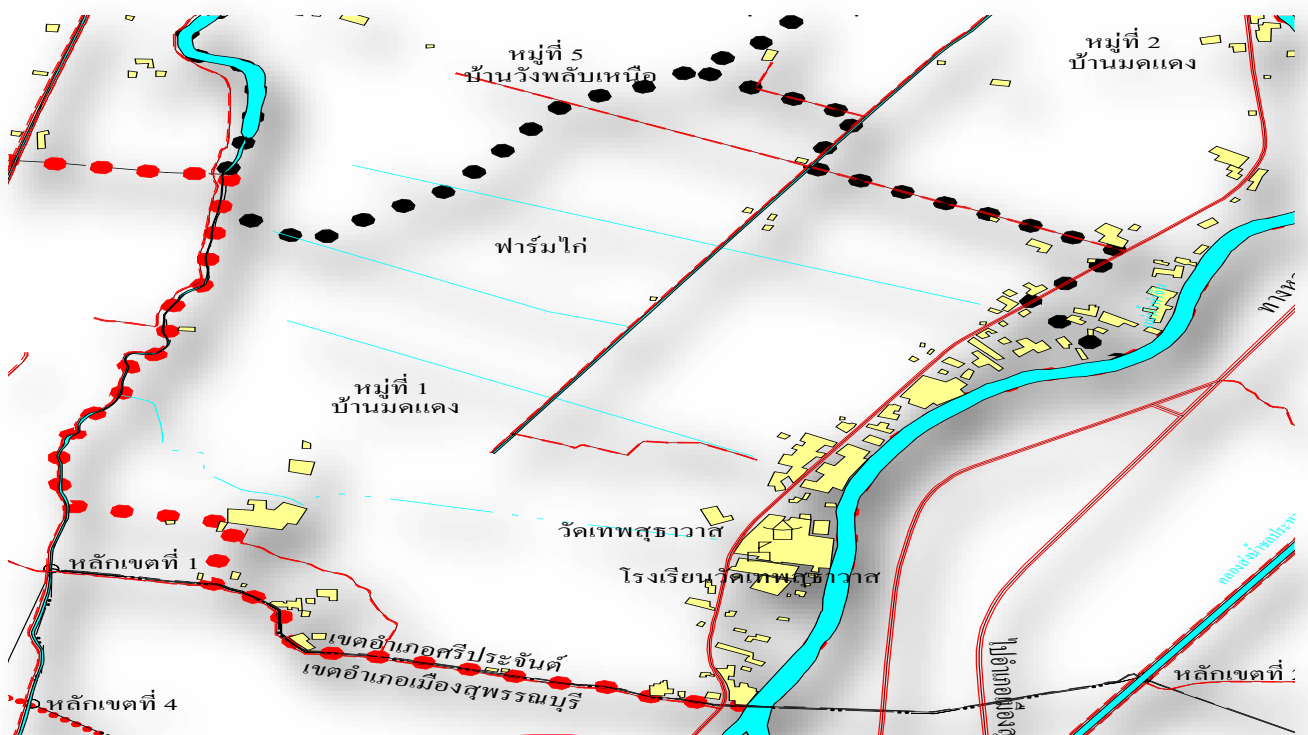 หมู่ที่ 5
บ้านวังพลับเหนือ
หมู่ที่ 2
บ้านมดแดง
ฟาร์มไก่
หมู่ที่ 1
บ้านมดแดง
วัดเทพสุธาวาส
โรงเรียนวัดเทพสุธาวาส
หลักเขตที่ 1
เขตอำเภอศรีประจันต์
เขตอำเภอเมืองสุพรรณบุรี
หลักเขตที่
หลักเขตที่ 4